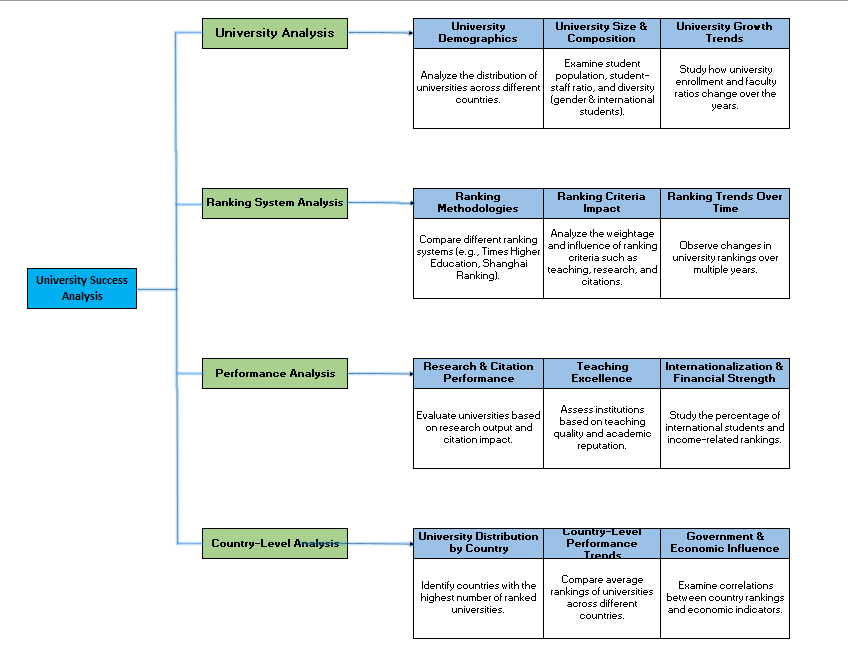 University Analysis
University
Demographics
University Size &
Composition
University Growth
Trends
Analyze the distribution of
universities across different
countries.
Examine student
population, student-
staff ratio, and diversity
(gender & international
students).
Study how university
enrollment and faculty
ratios change over the
years.
Ranking System Analysis
Ranking
Methodologies
Ranking Criteria
Impact
Ranking Trends Over
Time
Compare different ranking
systems (e.g., Times Higher
Education, Shanghai
Ranking).
Analyze the weightage
and influence of ranking
criteria such as
teaching, research, and
citations.
Observe changes in
university rankings over
multiple years.
University Success
Analysis
Performance Analysis
Research & Citation
Performance
Teaching
Excellence
Internationalization &
Financial Strength
Evaluate universities based
on research output and
citation impact.
Assess institutions
based on teaching
quality and academic
reputation.
Study the percentage of
international students and
income-related rankings.
Country-Level Analysis
University Distribution
by Country
Country-Level
Performance
Trends
Government &
Economic Influence
Identify countries with the
highest number of ranked
universities.
Compare average
rankings of universities
across different
countries.
Examine correlations
between country rankings
and economic indicators.